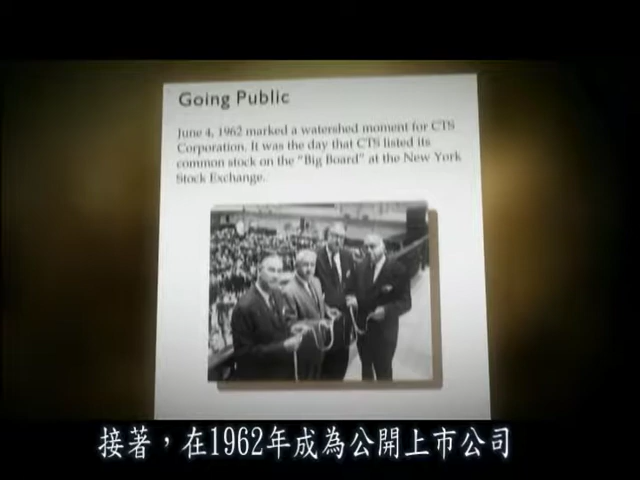 Going Public
June 4, 1962 marked a watershed moment for CTS
Corporation. It was the day that CTS listed its
common stock on the “Big Board” at the New York
Stock Exchange.
接著，在1962年成為公開上市公司